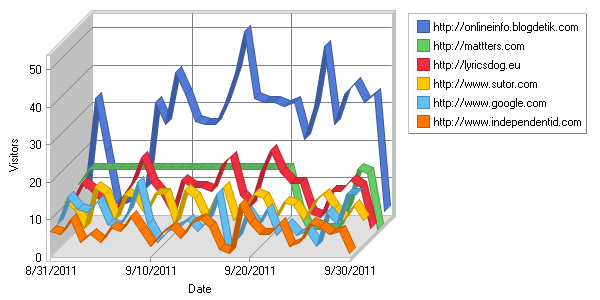 http://onlineinfo.blogdetik.com
http://mattters.com
http://lyricsdog.eu
http://www.sutor.com
http://www.google.com
http://www.independentid.com
50
40
30
20
10
0
Visitors
8/31/2011 9/10/2011 9/20/2011 9/30/2011
Date